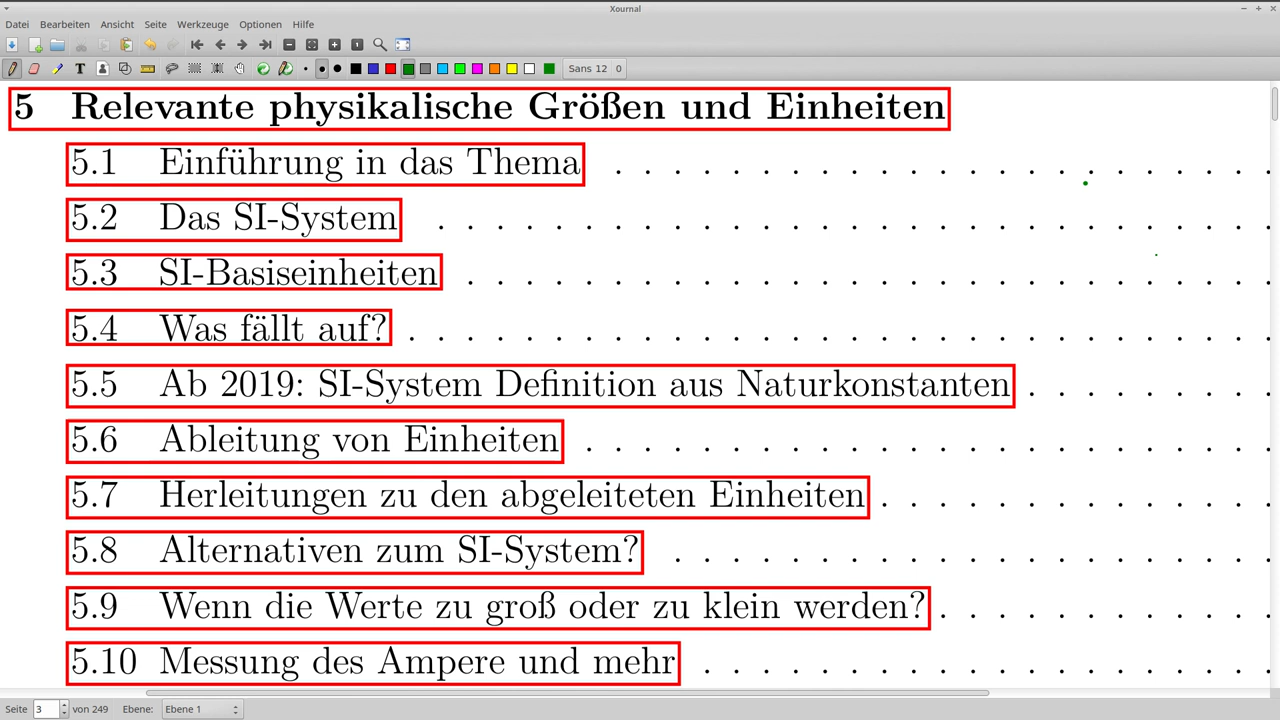 Xournal
Datei Bearbeiten Ansicht Seite Werkzeuge Optionen Hilfe
Sans 12 0
5 Relevante physikalische Größen und Einheiten
5.1 Einführung in das Thema . . . . . . . . . . . . . . . . . . . . . . .
5.2 Das SI-System . . . . . . . . . . . . . . . . . . . . . . . . . . . . .
5.3 SI-Basiseinheiten . . . . . . . . . . . . . . . . . . . . . . . . . . . .
5.4 Was fällt auf? . . . . . . . . . . . . . . . . . . . . . . . . . . . . . .
5.5 Ab 2019: SI-System Definition aus Naturkonstanten . . . . . . . . .
5.6 Ableitung von Einheiten . . . . . . . . . . . . . . . . . . . . . . . .
5.7 Herleitungen zu den abgeleiteten Einheiten . . . . . . . . . . . . . .
5.8 Alternativen zum SI-System? . . . . . . . . . . . . . . . . . . . . .
5.9 Wenn die Werte zu groß oder zu klein werden? . . . . . . . . . . . .
5.10 Messung des Ampere und mehr . . . . . . . . . . . . . . . . . . . .
Seite 3 von 249 Ebene: Ebene 1